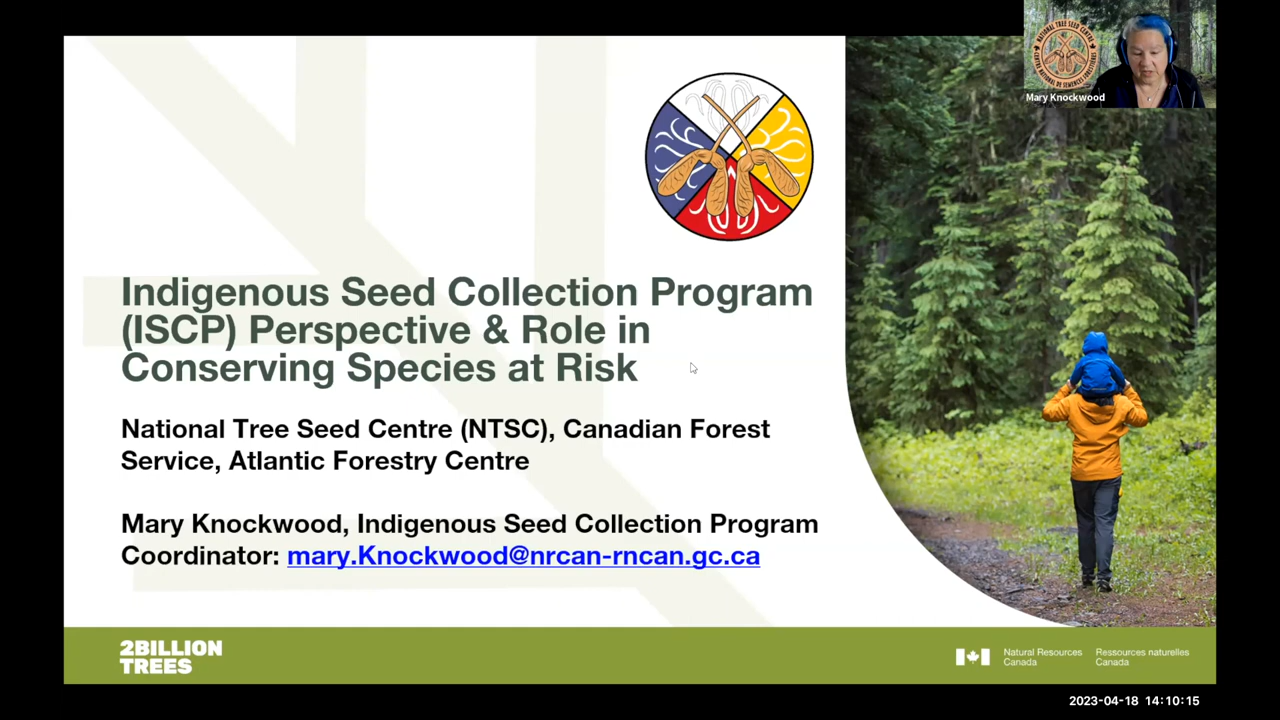 Mary Knockwood
Indigenous Seed Collection Program
(ISCP) Perspective & Role in
Conserving Species at Risk
National Tree Seed Centre (NTSC), Canadian Forest
Service, Atlantic Forestry Centre
Mary Knockwood, Indigenous Seed Collection Program
Coordinator: mary.Knockwood@nrcan-rncan.gc.ca
2BILLION
TREES
Natural Resources
Canada
Ressources naturelles
Canada
2023-04-18 14:10:15